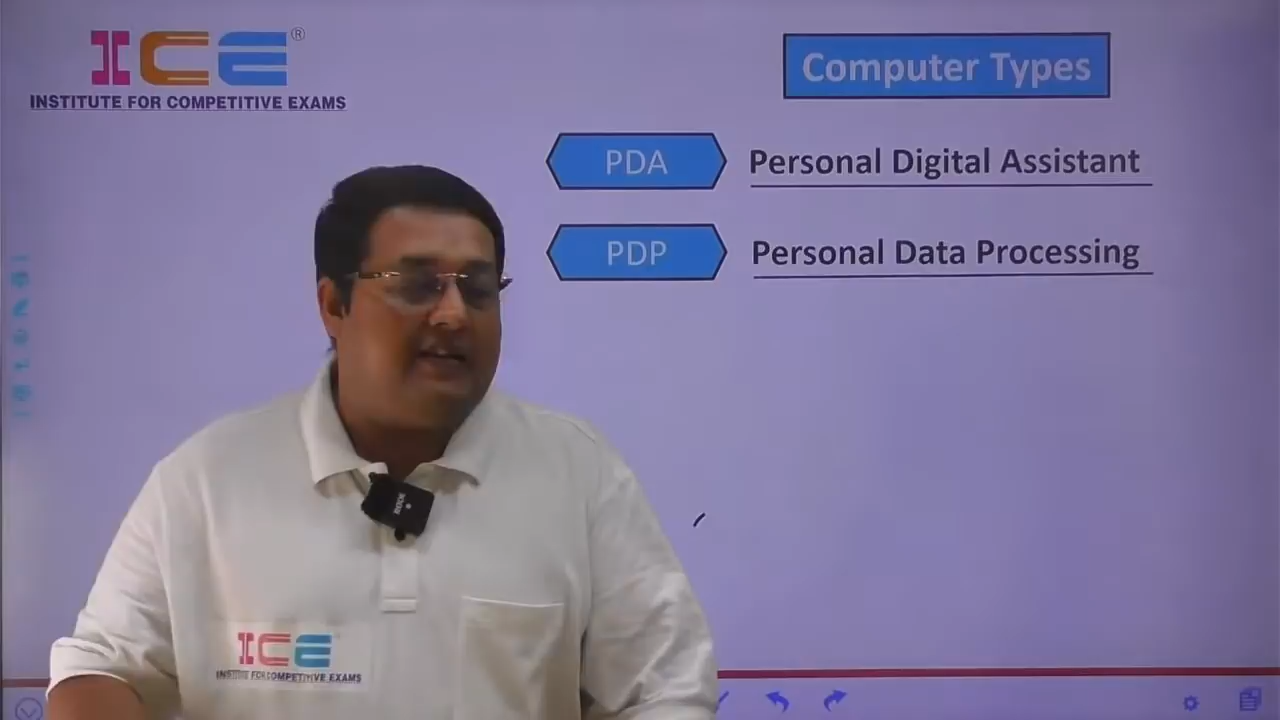 ICE®
INSTITUTE FOR COMPETITIVE EXAMS
Computer Types
PDA Personal Digital Assistant
PDP Personal Data Processing
RODE
ICE
INSTITUTE FOR COMPETITIVE EXAMS